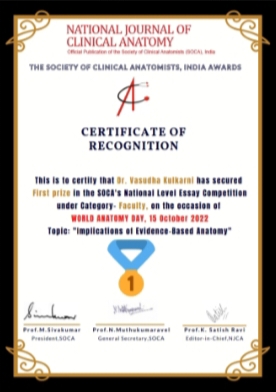 NATIONAL JOURNAL OF
CLINICAL ANATOMY
Official Publication of the Society of Clinical Anatomists (SOCA), India
THE SOCIETY OF CLINICAL ANATOMISTS, INDIA AWARDS
CERTIFICATE OF
RECOGNITION
This is to certify that Dr. Vasudha Kulkarni has secured
First prize in the SOCA's National Level Essay Competition
under Category- Faculty, on the occasion of
WORLD ANATOMY DAY, 15 October 2022
Topic: "Implications of Evidence-Based Anatomy"
1
Prof.M.Sivakumar
President,SOCA
Prof.N.Muthukumaravel
General Secretary,SOCA
Prof.K. Satish Ravi
Editor-in-Chief,NJCA